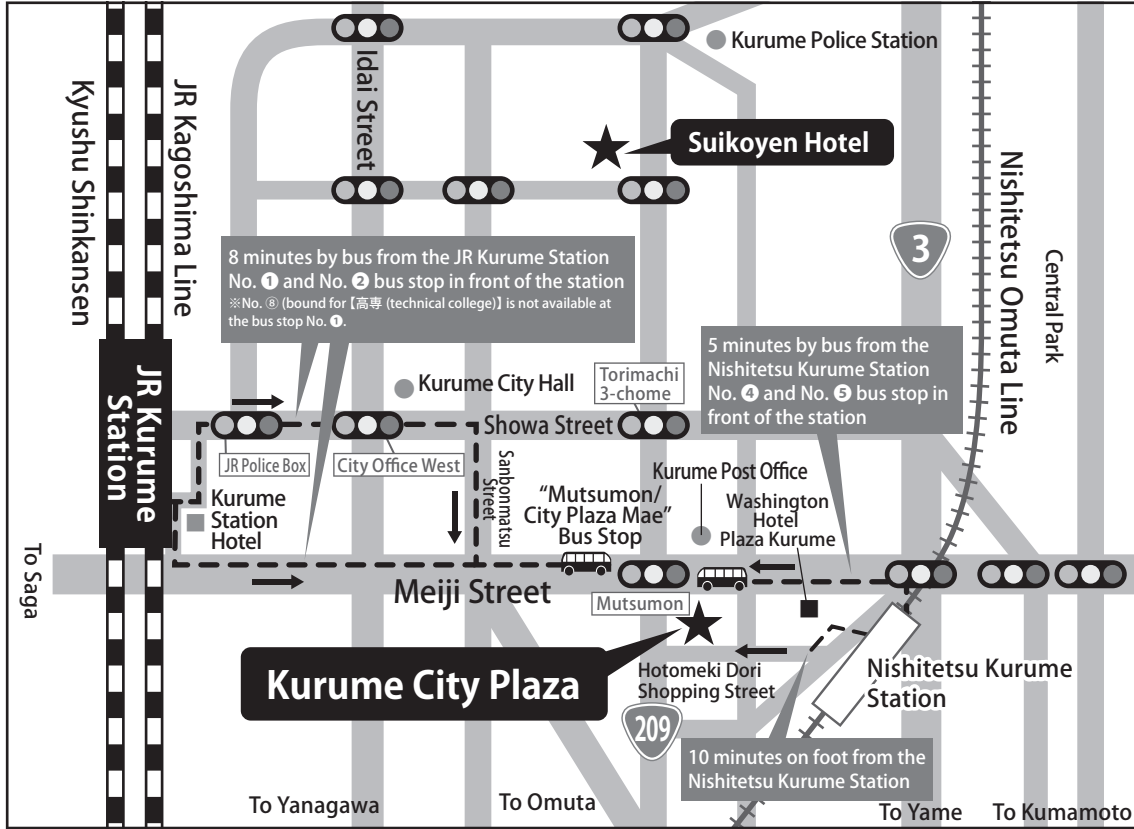 Kurume Police Station
Idai Street
Suikoyen Hotel
Kyushu Shinkansen
JR Kagoshima Line
Nishitetsu Omuta Line
3
Central Park
8 minutes by bus from the JR Kurume Station
No. ❶ and No. ❷ bus stop in front of the station
※No. ⑧ (bound for【高専 (technical college)】is not available at
the bus stop No. ❶.
5 minutes by bus from the
Nishitetsu Kurume Station
No. ❹ and No. ❺ bus stop in
front of the station
JR Kurume
Station
Kurume City Hall
Torimachi
3-chome
Showa Street
JR Police Box
City Office West
Sanbonmatsu
Street
Kurume Post Office
Kurume
Station
Hotel
“Mutsumon/
City Plaza Mae”
Bus Stop
Washington
Hotel
Plaza Kurume
To Saga
Meiji Street
Mutsumon
Kurume City Plaza
Hotomeki Dori
Shopping Street
Nishitetsu Kurume
Station
209
10 minutes on foot from the
Nishitetsu Kurume Station
To Yanagawa
To Omuta
To Yame
To Kumamoto